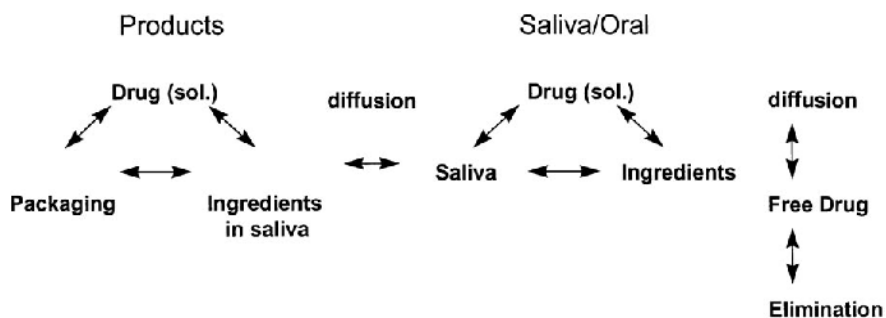 Products
Saliva/Oral
Drug (sol.)
diffusion
Drug (sol.)
diffusion
Packaging
Ingredients
in saliva
Saliva
Ingredients
Free Drug
Elimination